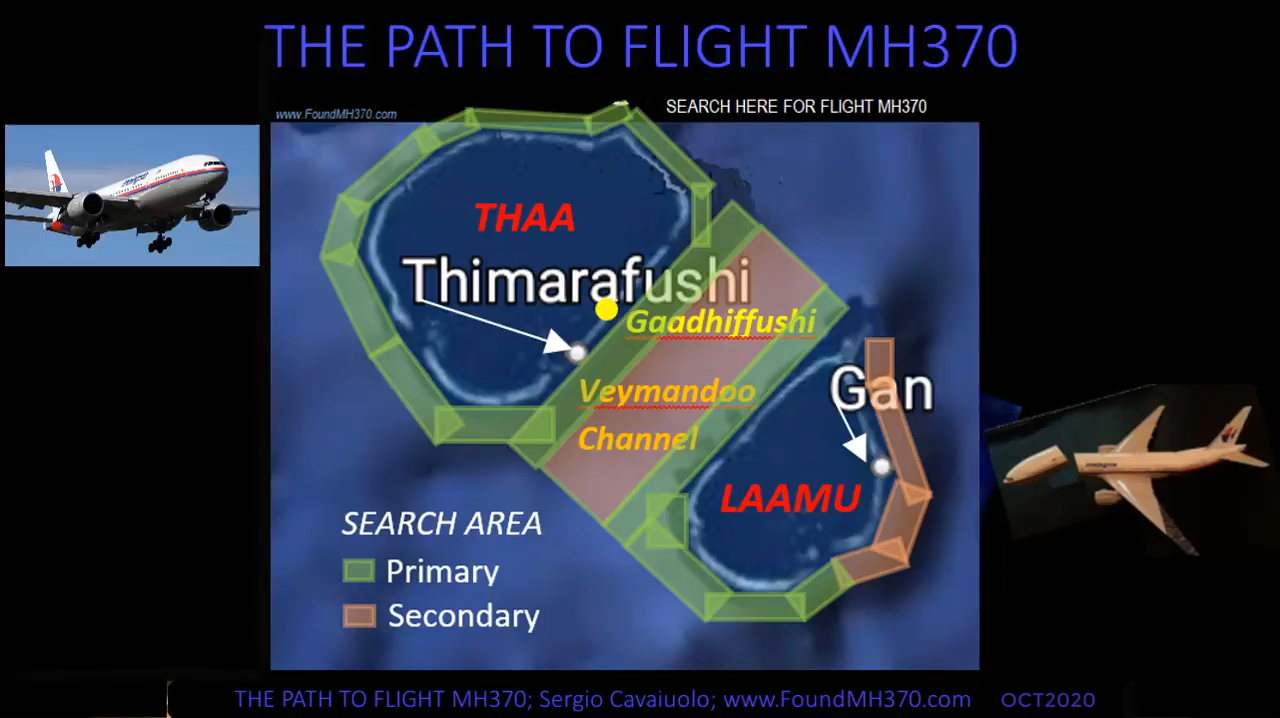 THE PATH TO FLIGHT MH370
www.FoundMH370.com
SEARCH HERE FOR FLIGHT MH370
THAA
Thimarafushi
Gaadhiffushi
Veymandoo
Channel
Gan
LAAMU
SEARCH AREA
Primary
Secondary
THE PATH TO FLIGHT MH370; Sergio Cavaiuolo; www.FoundMH370.com OCT2020